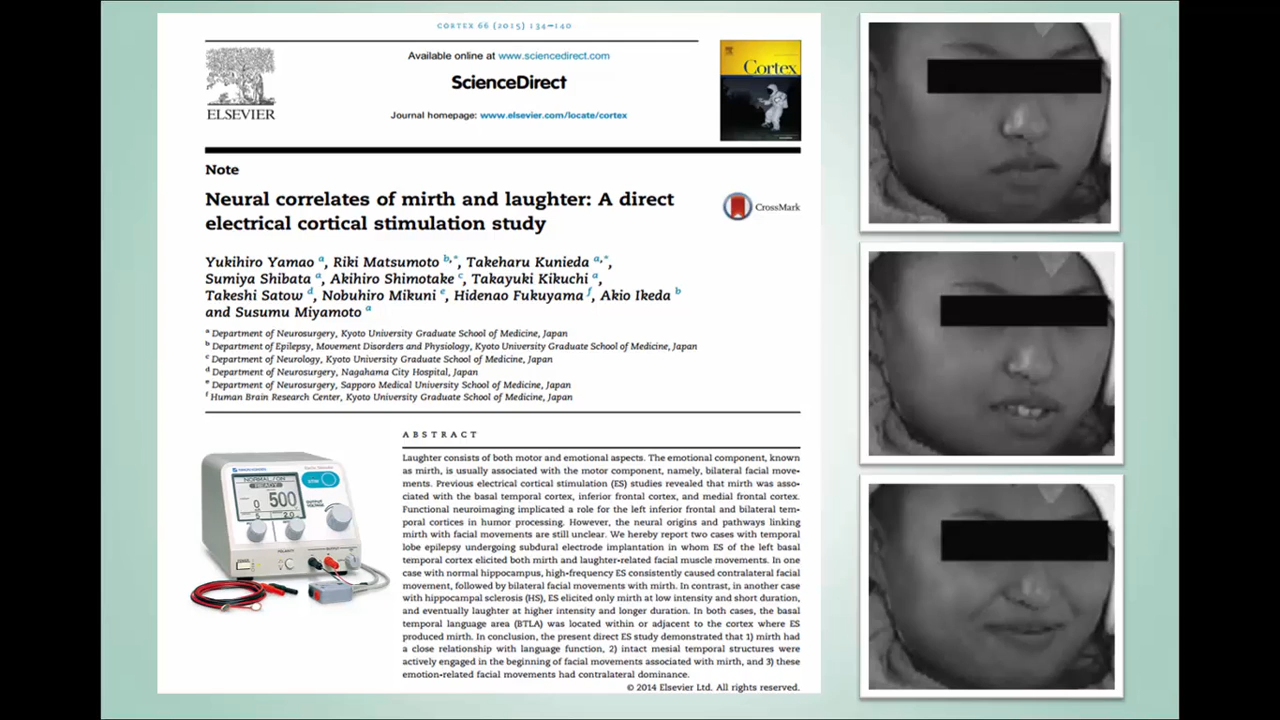 CORTEX 66 (2015) 134–140
Available online at www.sciencedirect.com
ScienceDirect
Journal homepage: www.elsevier.com/locate/cortex
ELSEVIER
Cortex
Note
Neural correlates of mirth and laughter: A direct
electrical cortical stimulation study
CrossMark
Yukihiro Yamao a, Riki Matsumoto b,*, Takeharu Kunieda a,*,
Sumiya Shibata a, Akihiro Shimotake c, Takayuki Kikuchi a,
Takeshi Satow d, Nobuhiro Mikuni e, Hidenao Fukuyama f, Akio Ikeda b
and Susumu Miyamoto a
a Department of Neurosurgery, Kyoto University Graduate School of Medicine, Japan
b Department of Epilepsy, Movement Disorders and Physiology, Kyoto University Graduate School of Medicine, Japan
c Department of Neurology, Kyoto University Graduate School of Medicine, Japan
d Department of Neurosurgery, Nagahama City Hospital, Japan
e Department of Neurosurgery, Sapporo Medical University School of Medicine, Japan
f Human Brain Research Center, Kyoto University Graduate School of Medicine, Japan
ABSTRACT
Laughter consists of both motor and emotional aspects. The emotional component, known
as mirth, is usually associated with the motor component, namely, bilateral facial move-
ments. Previous electrical cortical stimulation (ES) studies revealed that mirth was asso-
ciated with the basal temporal cortex, inferior frontal cortex, and medial frontal cortex.
Functional neuroimaging implicated a role for the left inferior frontal and bilateral tem-
poral cortices in humor processing. However, the neural origins and pathways linking
mirth with facial movements are still unclear. We hereby report two cases with temporal
lobe epilepsy undergoing subdural electrode implantation in whom ES of the left basal
temporal cortex elicited both mirth and laughter-related facial muscle movements. In one
case with normal hippocampus, high-frequency ES consistently caused contralateral facial
movement, followed by bilateral facial movements with mirth. In contrast, in another case
with hippocampal sclerosis (HS), ES elicited only mirth at low intensity and short duration,
and eventually laughter at higher intensity and longer duration. In both cases, the basal
temporal language area (BTLA) was located within or adjacent to the cortex where ES
produced mirth. In conclusion, the present direct ES study demonstrated that 1) mirth had
a close relationship with language function, 2) intact mesial temporal structures were
actively engaged in the beginning of facial movements associated with mirth, and 3) these
emotion-related facial movements had contralateral dominance.
© 2014 Elsevier Ltd. All rights reserved.
NORMAL/ON
READY
0 500
5 2.0
STIM
POLARITY